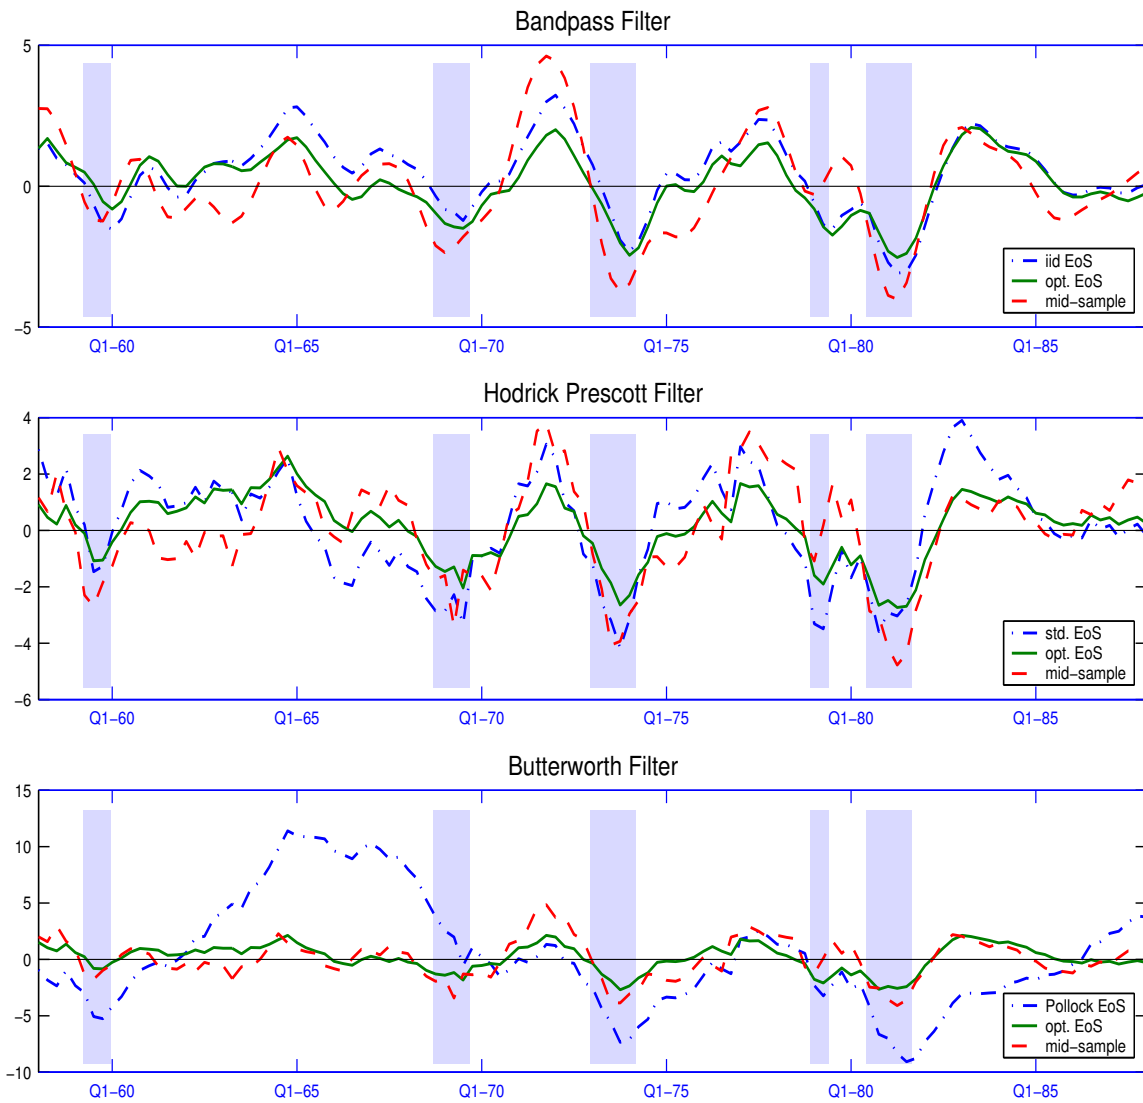 Bandpass Filter
5
0
−5
iid EoS
opt. EoS
mid−sample
Q1−60 Q1−65 Q1−70 Q1−75 Q1−80 Q1−85
Hodrick Prescott Filter
4
2
0
−2
−4
−6
std. EoS
opt. EoS
mid−sample
Q1−60 Q1−65 Q1−70 Q1−75 Q1−80 Q1−85
Butterworth Filter
15
10
5
0
−5
−10
Pollock EoS
opt. EoS
mid−sample
Q1−60 Q1−65 Q1−70 Q1−75 Q1−80 Q1−85